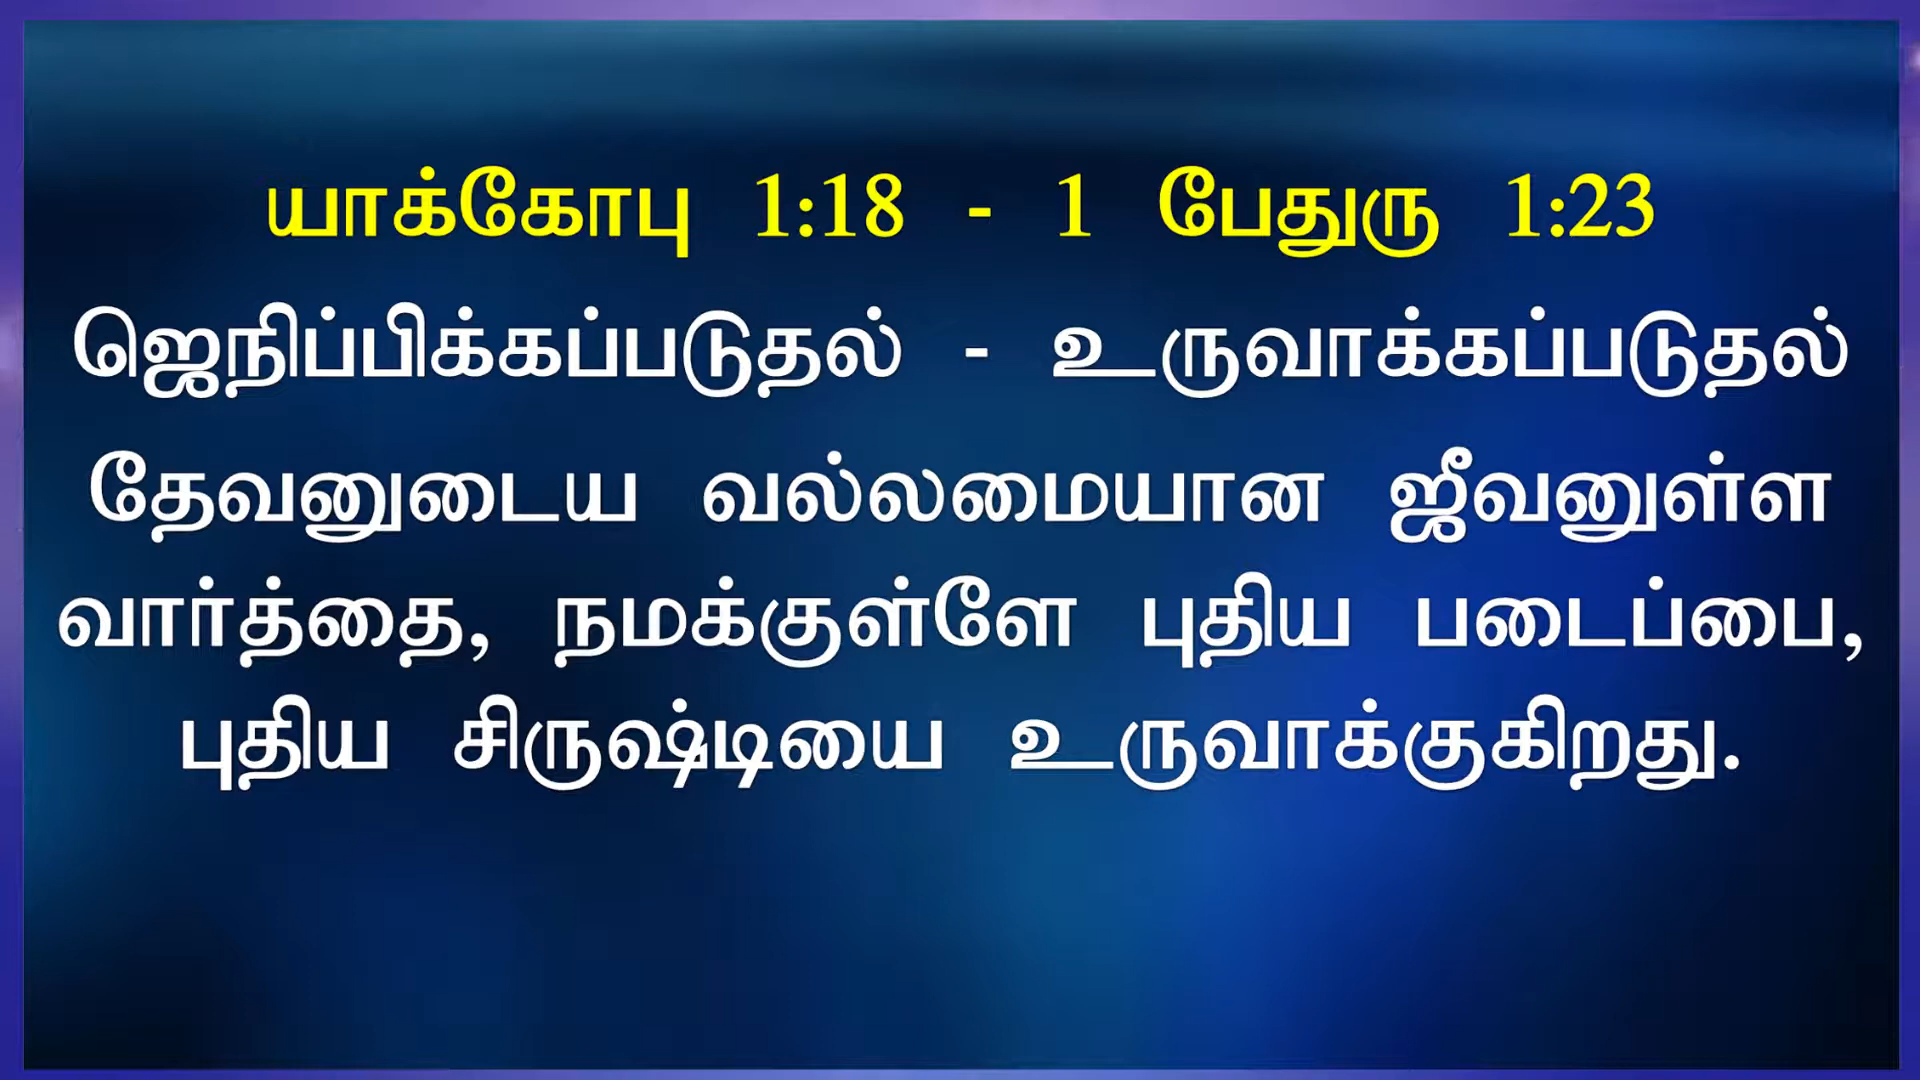 யாக்கோபு 1:18 - 1 பேதுரு 1:23
ஜெநிப்பிக்கப்படுதல் - உருவாக்கப்படுதல்
தேவனுடைய வல்லமையான ஜீவனுள்ள
வார்த்தை, நமக்குள்ளே புதிய படைப்பை,
புதிய சிருஷ்டியை உருவாக்குகிறது.